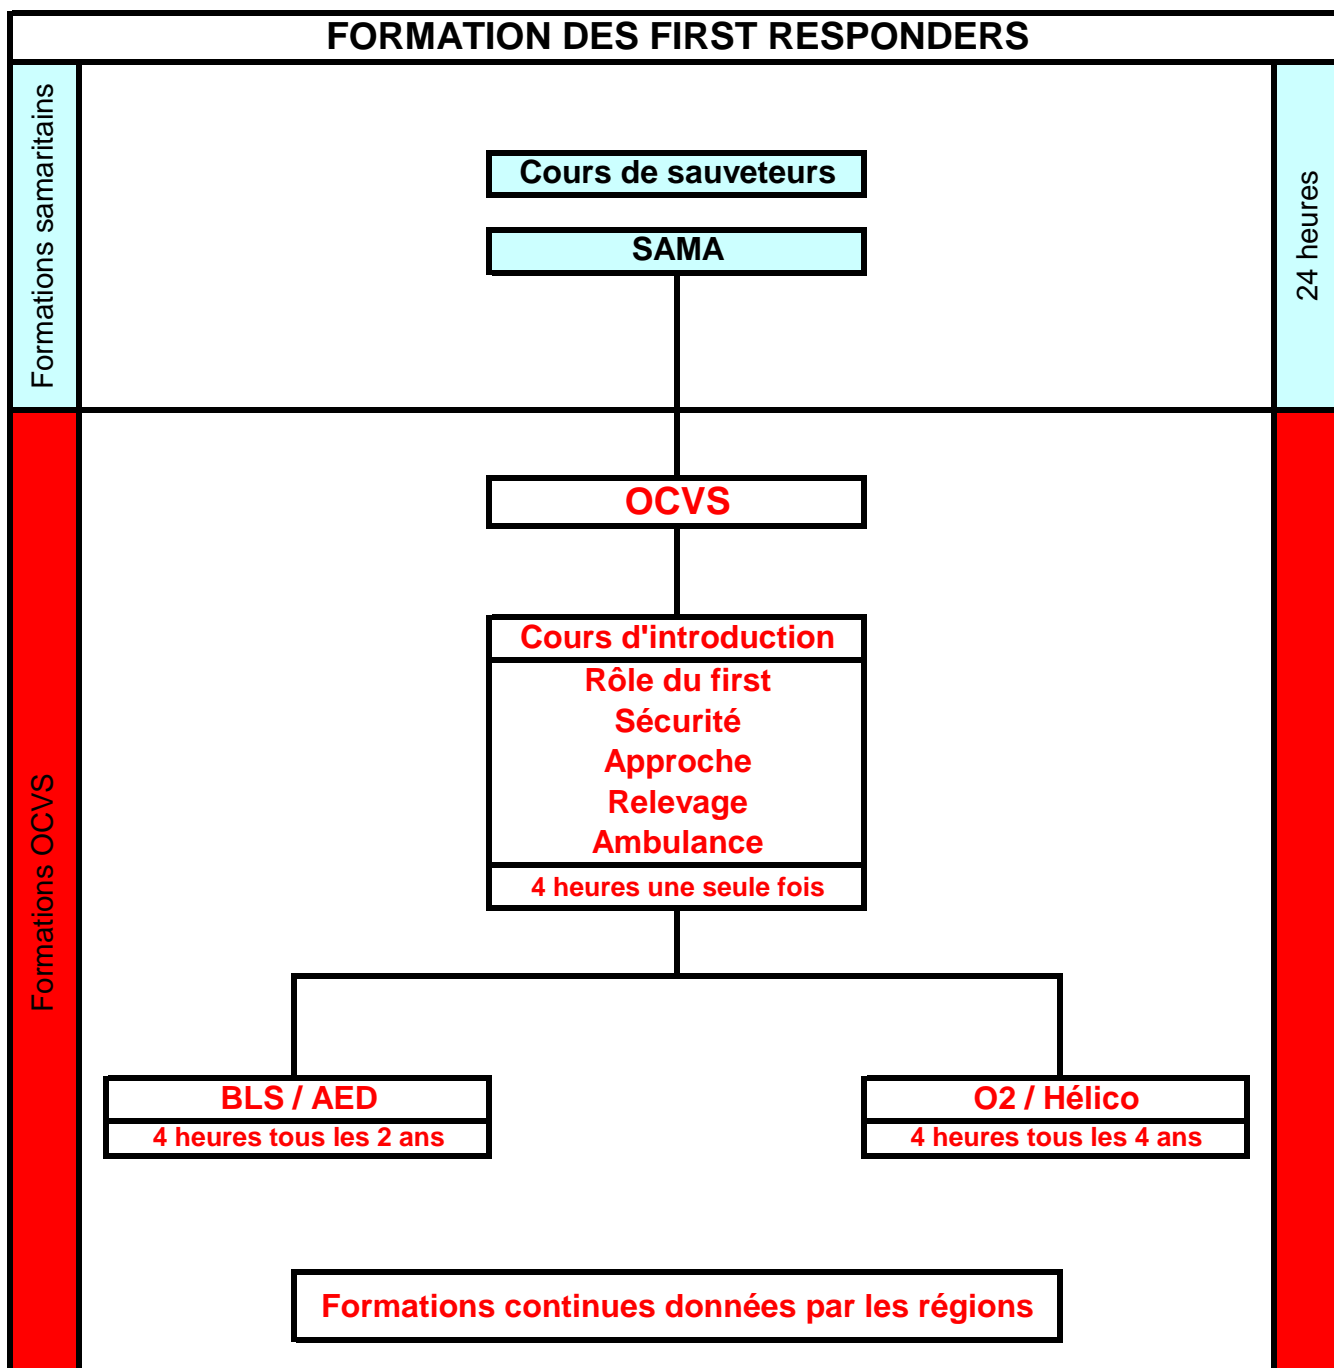 FORMATION DES FIRST RESPONDERS
Formations samaritains
Cours de sauveteurs
SAMA
24 heures
Formations OCVS
OCVS
Cours d'introduction
Rôle du first
Sécurité
Approche
Relevage
Ambulance
4 heures une seule fois
BLS / AED
4 heures tous les 2 ans
O2 / Hélico
4 heures tous les 4 ans
Formations continues données par les régions